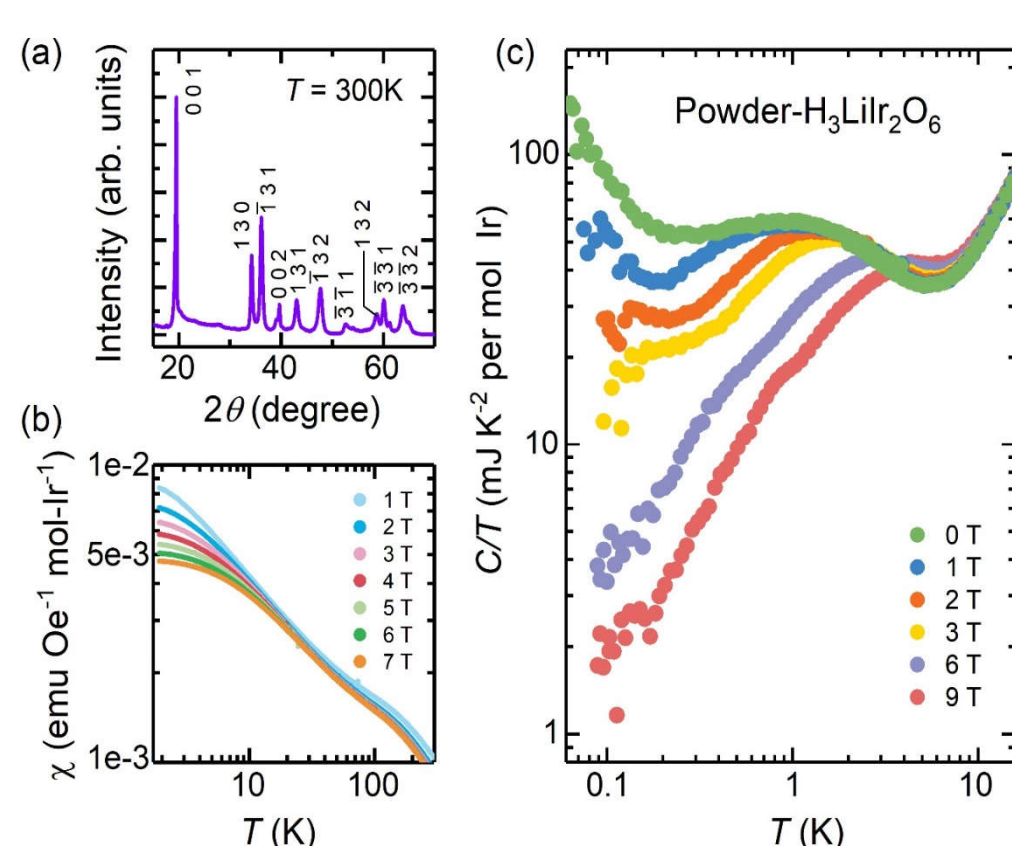 (a)
Intensity (arb. units)
T = 300K
0 0 1
1 3 0
1̅ 3 1
0 0 2
1 3 1
1̅ 3 2
3̅ 1̅ 1
1 3 2
3̅ 3̅ 1
3̅ 3̅ 2
20
40
60
2θ (degree)
(b)
χ (emu Oe⁻¹ mol-Ir⁻¹)
1e-2
5e-3
1e-3
1 T
2 T
3 T
4 T
5 T
6 T
7 T
10
100
T (K)
(c)
Powder-H₃LiIr₂O₆
C/T (mJ K⁻² per mol Ir)
100
10
1
0 T
1 T
2 T
3 T
6 T
9 T
0.1
1
10
T (K)